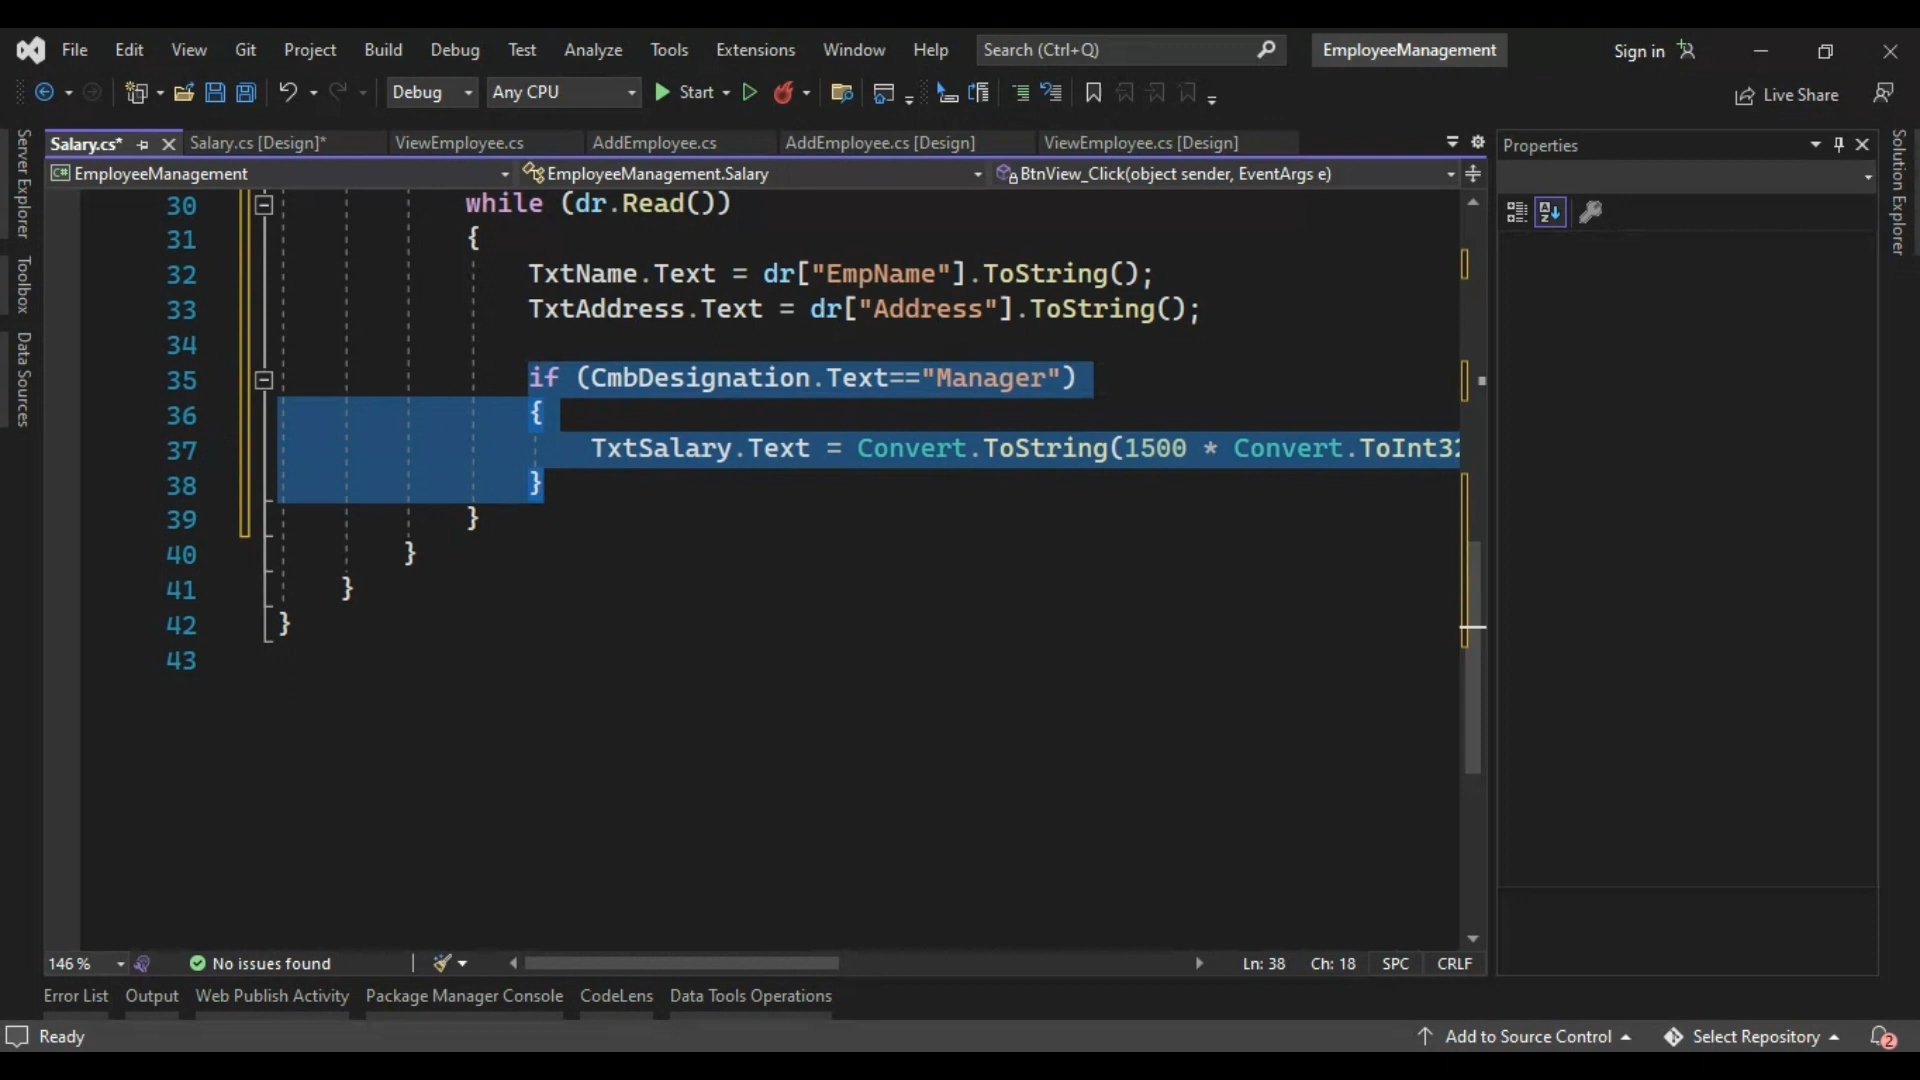 File Edit View Git Project Build Debug Test Analyze Tools Extensions Window Help Search (Ctrl+Q) EmployeeManagement Sign in
Debug Any CPU Start Live Share
Salary.cs* Salary.cs [Design]* ViewEmployee.cs AddEmployee.cs AddEmployee.cs [Design] ViewEmployee.cs [Design] Properties
EmployeeManagement EmployeeManagement.Salary BtnView_Click(object sender, EventArgs e)
Server Explorer
Toolbox
Data Sources
Solution Explorer
30 while (dr.Read())
31 {
32 TxtName.Text = dr["EmpName"].ToString();
33 TxtAddress.Text = dr["Address"].ToString();
34
35 if (CmbDesignation.Text=="Manager")
36 {
37 TxtSalary.Text = Convert.ToString(1500 * Convert.ToInt32
38 }
39 }
40 }
41 }
42 }
43
146 % No issues found Ln: 38 Ch: 18 SPC CRLF
Error List Output Web Publish Activity Package Manager Console CodeLens Data Tools Operations
Ready Add to Source Control Select Repository 2